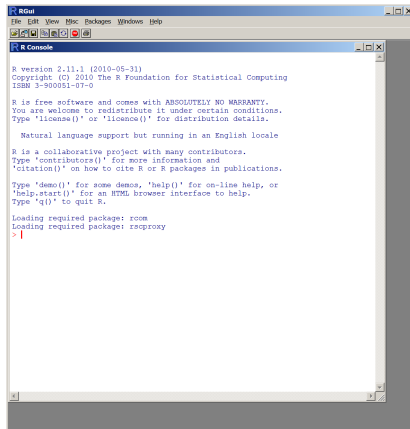 RGui
File Edit View Misc Packages Windows Help
R Console
R version 2.11.1 (2010-05-31)
Copyright (C) 2010 The R Foundation for Statistical Computing
ISBN 3-900051-07-0
R is free software and comes with ABSOLUTELY NO WARRANTY.
You are welcome to redistribute it under certain conditions.
Type 'license()' or 'licence()' for distribution details.
Natural language support but running in an English locale
R is a collaborative project with many contributors.
Type 'contributors()' for more information and
'citation()' on how to cite R or R packages in publications.
Type 'demo()' for some demos, 'help()' for on-line help, or
'help.start()' for an HTML browser interface to help.
Type 'q()' to quit R.
Loading required package: rcom
Loading required package: rscproxy
>